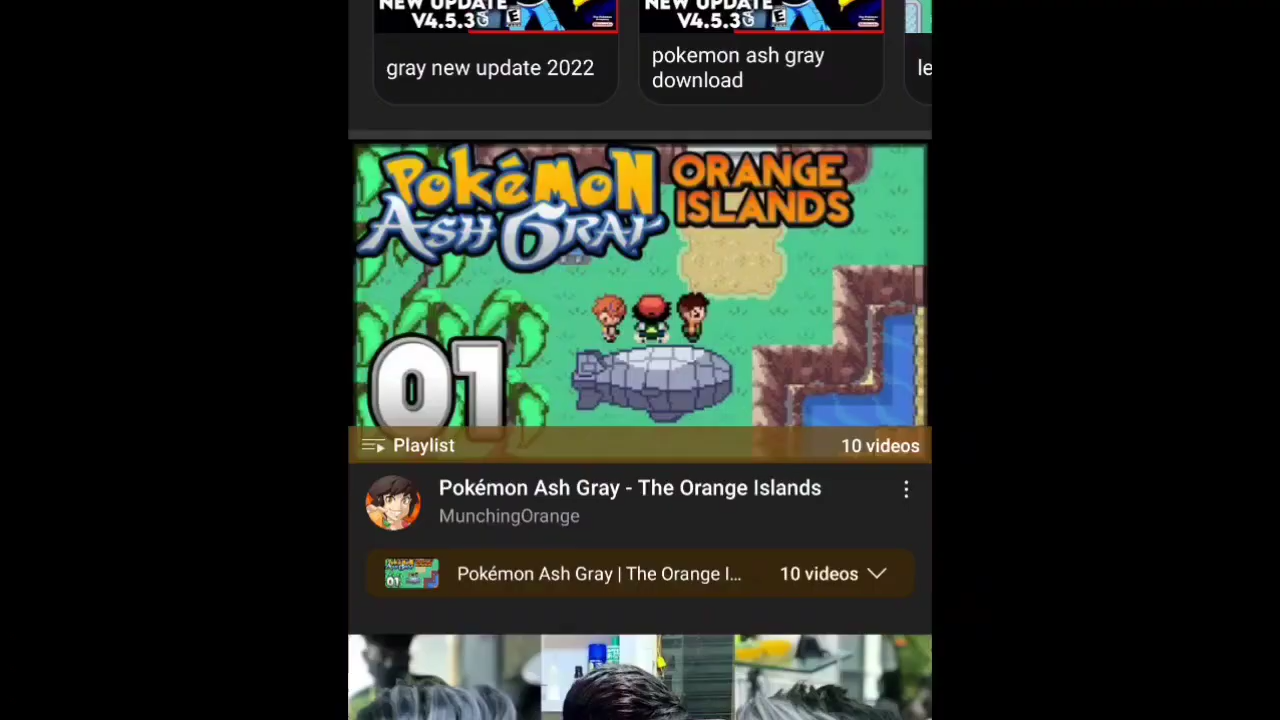 NEW UPDATE
V4.5.3
NEW UPDATE
V4.5.3
gray new update 2022
pokemon ash gray
download
le
POKéMON
ASH GRAY
ORANGE
ISLANDS
01
Playlist
10 videos
Pokémon Ash Gray - The Orange Islands
MunchingOrange
Pokémon Ash Gray | The Orange I...
10 videos